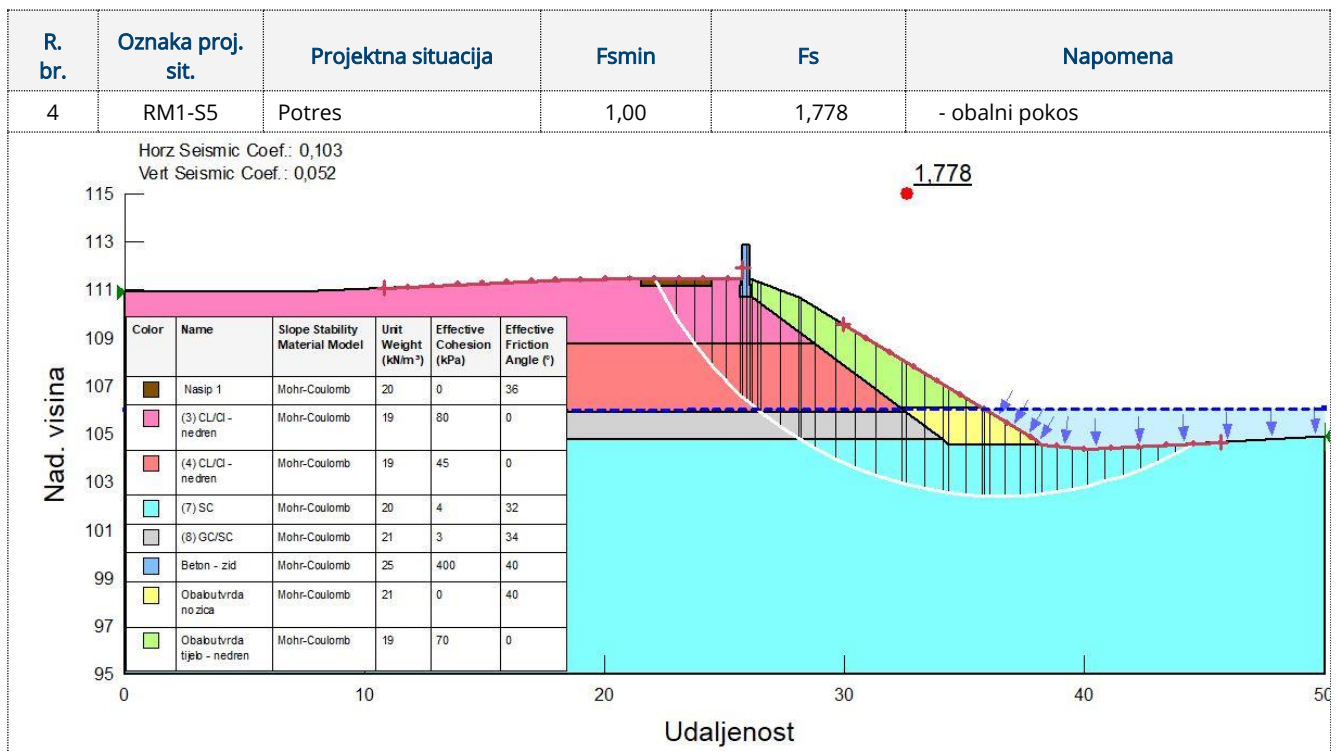 R. br. Oznaka proj. sit. Projektna situacija Fsmin Fs Napomena
4 RM1-S5 Potres 1,00 1,778 - obalni pokos
Horz Seismic Coef.: 0,103
Vert Seismic Coef.: 0,052
1,778
115
113
111
109
107
105
103
101
99
97
95
Nad. visina
Color Name Slope Stability Material Model Unit Weight (kN/m³) Effective Cohesion (kPa) Effective Friction Angle (°)
Nasip 1 Mohr-Coulomb 20 0 36
(3) CL/CI - nedren Mohr-Coulomb 19 80 0
(4) CL/CI - nedren Mohr-Coulomb 19 45 0
(7) SC Mohr-Coulomb 20 4 32
(8) GC/SC Mohr-Coulomb 21 3 34
Beton - zid Mohr-Coulomb 25 400 40
Obaloutvrda nozica Mohr-Coulomb 21 0 40
Obaloutvrda tijelo - nedren Mohr-Coulomb 19 70 0
0 10 20 30 40 50
Udaljenost